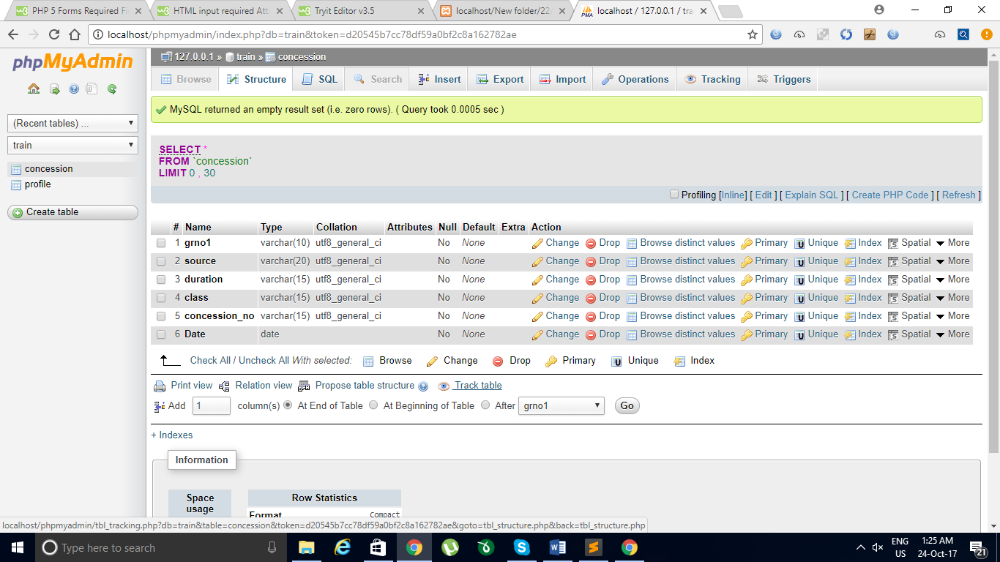 PHP 5 Forms Required Fi
HTML input required Att
Tryit Editor v3.5
localhost/New folder/22
localhost / 127.0.0.1 / tra
localhost/phpmyadmin/index.php?db=train&token=d20545b7cc78df59a0bf2c8a162782ae
phpMyAdmin
(Recent tables) ...
train
concession
profile
Create table
127.0.0.1 » train » concession
Browse Structure SQL Search Insert Export Import Operations Tracking Triggers
MySQL returned an empty result set (i.e. zero rows). ( Query took 0.0005 sec )
SELECT *
FROM `concession`
LIMIT 0 , 30
Profiling [Inline] [ Edit ] [ Explain SQL ] [ Create PHP Code ] [ Refresh ]
# Name Type Collation Attributes Null Default Extra Action
1 grno1 varchar(10) utf8_general_ci No None Change Drop Browse distinct values Primary Unique Index Spatial More
2 source varchar(20) utf8_general_ci No None Change Drop Browse distinct values Primary Unique Index Spatial More
3 duration varchar(15) utf8_general_ci No None Change Drop Browse distinct values Primary Unique Index Spatial More
4 class varchar(15) utf8_general_ci No None Change Drop Browse distinct values Primary Unique Index Spatial More
5 concession_no varchar(15) utf8_general_ci No None Change Drop Browse distinct values Primary Unique Index Spatial More
6 Date date No None Change Drop Browse distinct values Primary Unique Index Spatial More
Check All / Uncheck All With selected: Browse Change Drop Primary Unique Index
Print view Relation view Propose table structure Track table
Add 1 column(s) At End of Table At Beginning of Table After grno1 Go
+ Indexes
Information
Space usage
Row Statistics
Format Compact
localhost/phpmyadmin/tbl_tracking.php?db=train&table=concession&token=d20545b7cc78df59a0bf2c8a162782ae&goto=tbl_structure.php&back=tbl_structure.php
Type here to search
ENG
US
1:25 AM
24-Oct-17
21